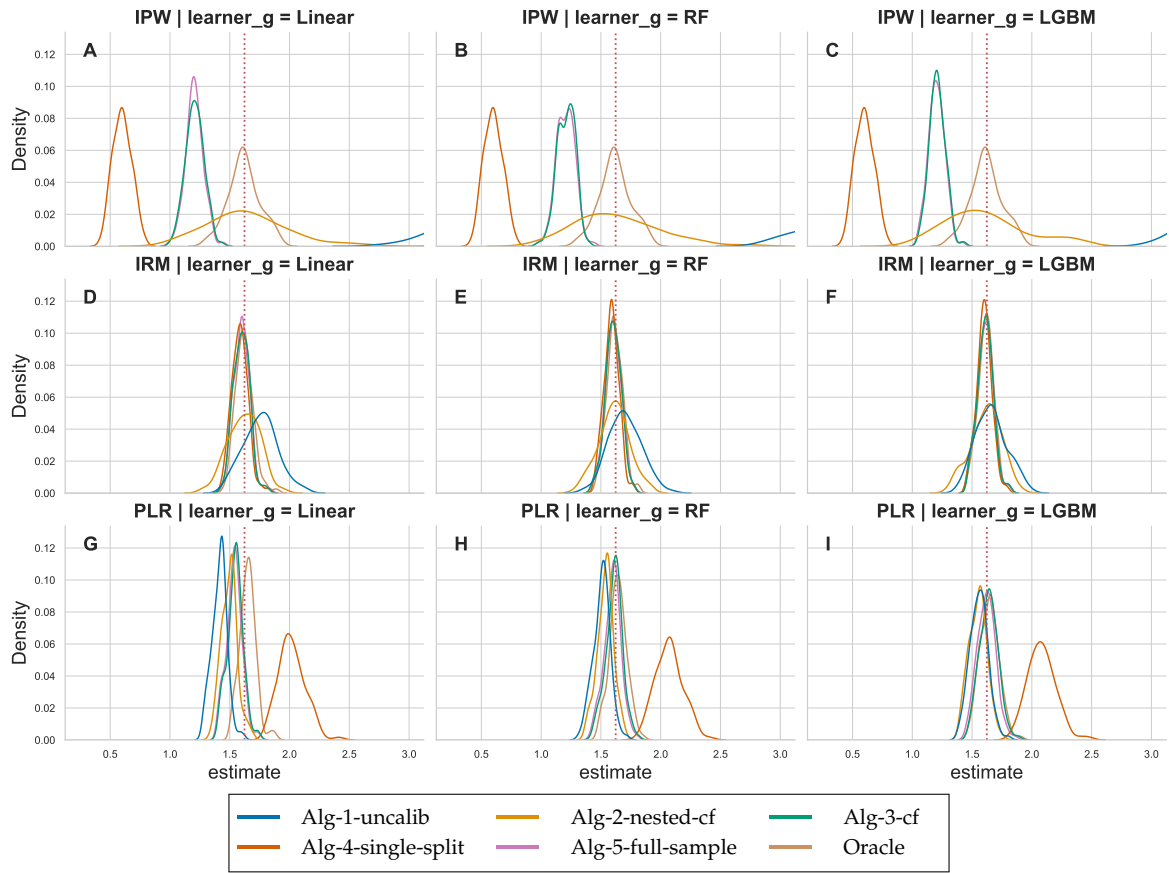 IPW | learner_g = Linear IPW | learner_g = RF IPW | learner_g = LGBM
A B C
Density
0.12
0.10
0.08
0.06
0.04
0.02
0.00
IRM | learner_g = Linear IRM | learner_g = RF IRM | learner_g = LGBM
D E F
Density
0.12
0.10
0.08
0.06
0.04
0.02
0.00
PLR | learner_g = Linear PLR | learner_g = RF PLR | learner_g = LGBM
G H I
Density
0.12
0.10
0.08
0.06
0.04
0.02
0.00
0.5 1.0 1.5 2.0 2.5 3.0 0.5 1.0 1.5 2.0 2.5 3.0 0.5 1.0 1.5 2.0 2.5 3.0
estimate estimate estimate
Alg-1-uncalib Alg-2-nested-cf Alg-3-cf
Alg-4-single-split Alg-5-full-sample Oracle